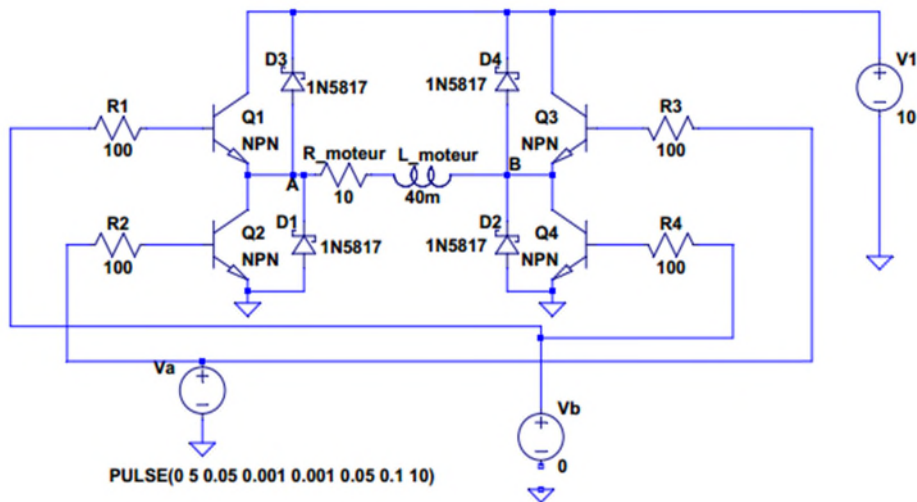 D3
1N5817
D4
1N5817
V1
10
R1
100
Q1
NPN
R_moteur
10
L_moteur
40m
A
B
Q3
NPN
R3
100
R2
100
Q2
NPN
D1
1N5817
D2
1N5817
Q4
NPN
R4
100
Va
PULSE(0 5 0.05 0.001 0.001 0.05 0.1 10)
Vb
0